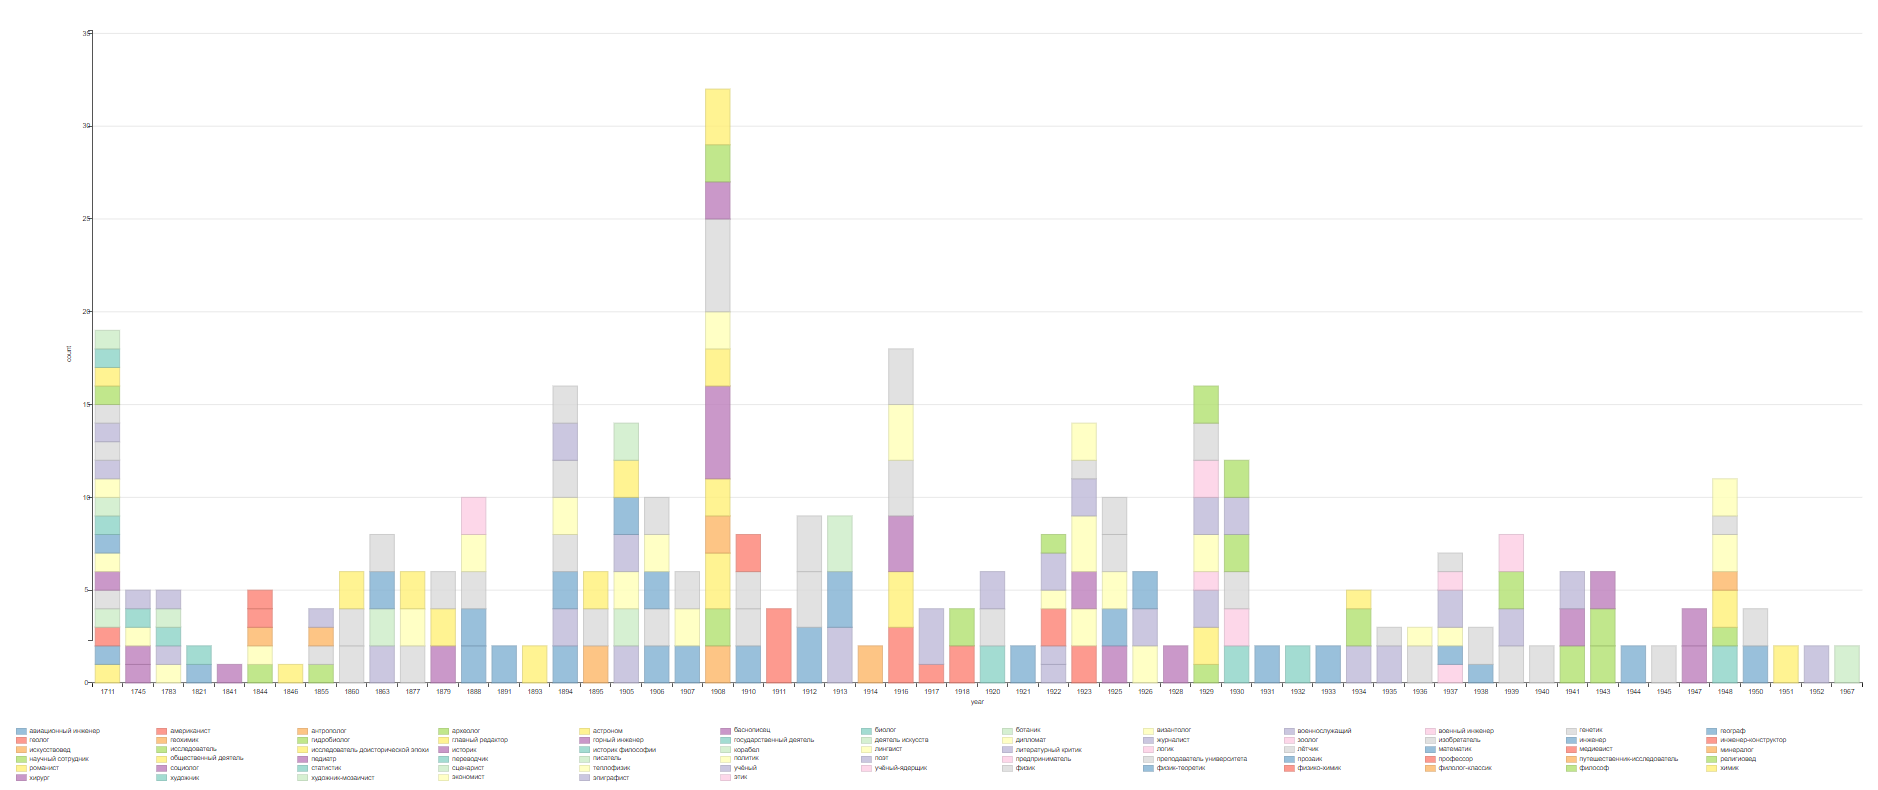 35
30
25
20
15
10
5
0
count
1711 1745 1783 1821 1841 1844 1846 1855 1860 1863 1877 1879 1888 1891 1893 1894 1895 1905 1906 1907 1908 1910 1911 1912 1913 1914 1916 1917 1918 1920 1921 1922 1923 1925 1926 1928 1929 1930 1931 1932 1933 1934 1935 1936 1937 1938 1939 1940 1941 1943 1944 1945 1947 1948 1950 1951 1952 1967
year
авиационный инженер американист антрополог археолог астроном баснописец биолог ботаник византолог военнослужащий военный инженер генетик географ
геолог геохимик гидробиолог главный редактор горный инженер государственный деятель деятель искусста дипломат журналист зоолог изобретатель инженер инженер-конструктор
искусствовед исследователь исследователь доисторической эпохи историк историк философии корабел лингвист литературный критик логик лётчик математик медиевист минералог
научный сотрудник общественный деятель педиатр переводчик писатель политик поэт предприниматель преподаватель университета прозаик профессор путешественник-исследователь религиовед
романист социолог статистик сценарист теплофизик учёный учёный-ядерщик физик физик-теоретик физико-химик филолог-классик философ химик
хирург художник художник-мозаичист экономист эпиграфист этик